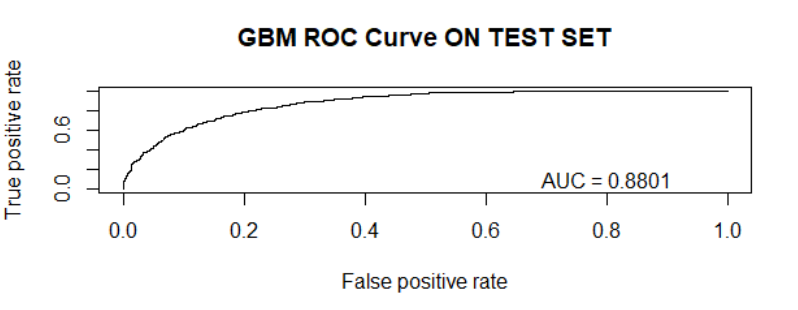 GBM ROC Curve ON TEST SET
True positive rate
0.6
0.0
AUC = 0.8801
0.0 0.2 0.4 0.6 0.8 1.0
False positive rate